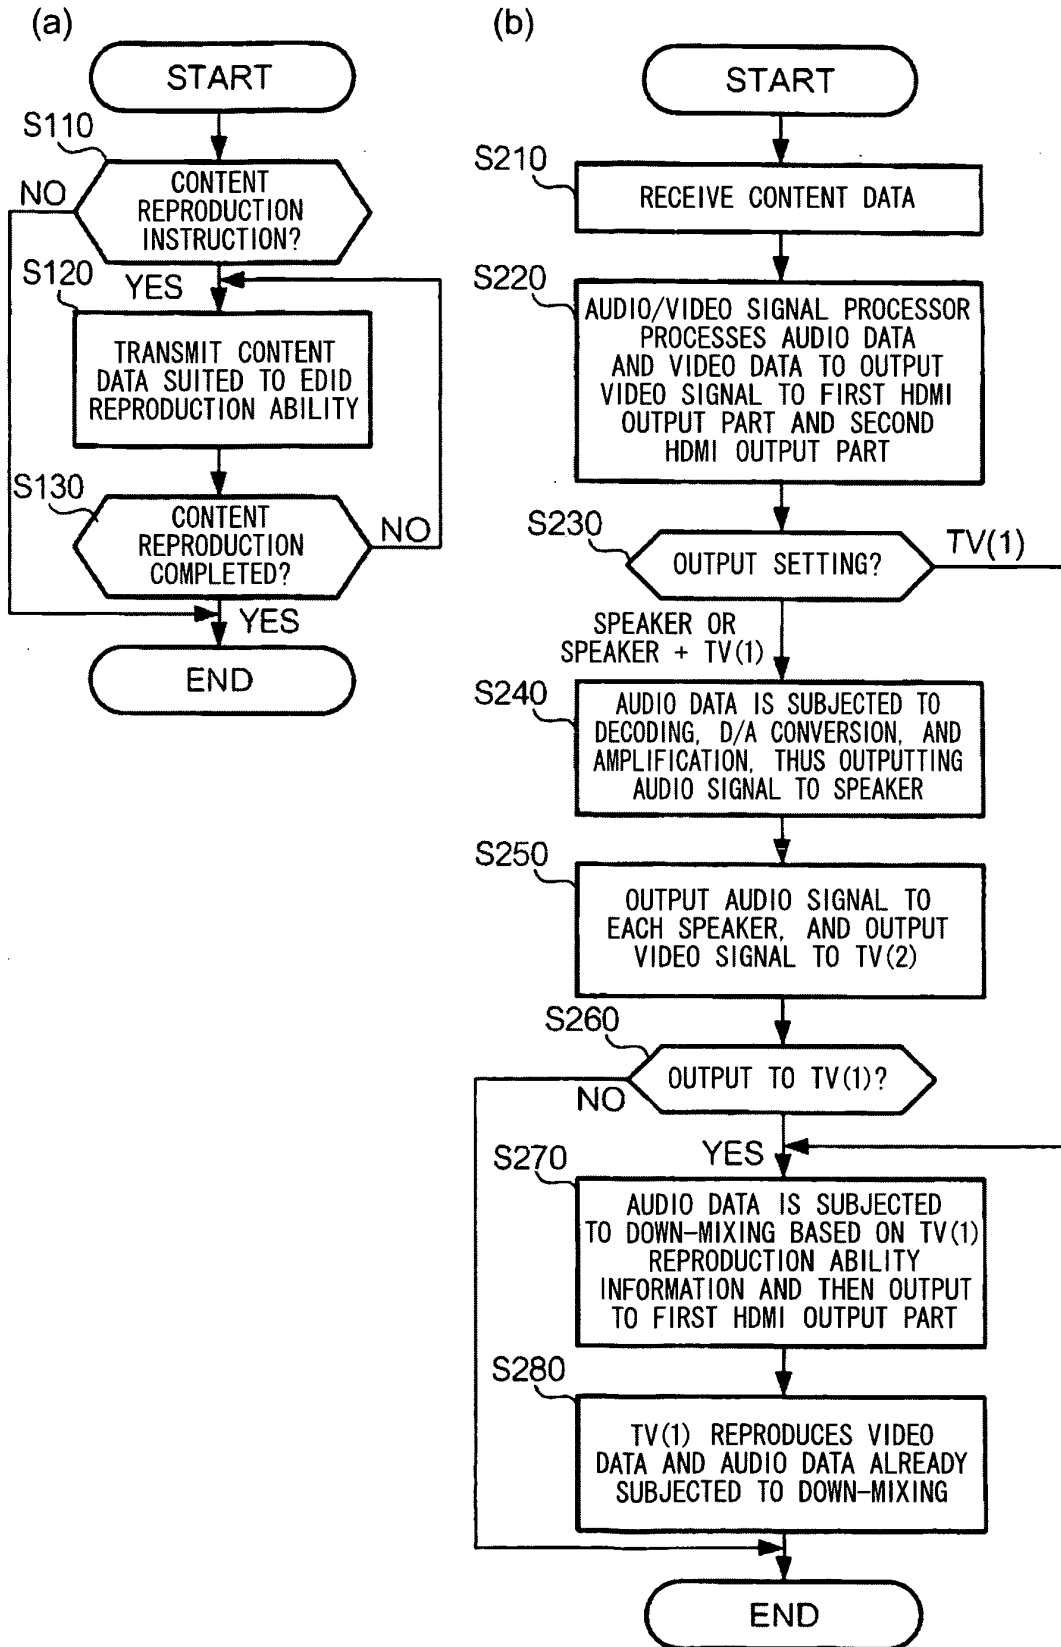 (a)
START
S110
NO
CONTENT
REPRODUCTION
INSTRUCTION?
S120
YES
TRANSMIT CONTENT
DATA SUITED TO EDID
REPRODUCTION ABILITY
S130
CONTENT
REPRODUCTION
COMPLETED?
NO
YES
END
(b)
START
S210
RECEIVE CONTENT DATA
S220
AUDIO/VIDEO SIGNAL PROCESSOR
PROCESSES AUDIO DATA
AND VIDEO DATA TO OUTPUT
VIDEO SIGNAL TO FIRST HDMI
OUTPUT PART AND SECOND
HDMI OUTPUT PART
S230
OUTPUT SETTING?
TV(1)
SPEAKER OR
SPEAKER + TV(1)
S240
AUDIO DATA IS SUBJECTED TO
DECODING, D/A CONVERSION, AND
AMPLIFICATION, THUS OUTPUTTING
AUDIO SIGNAL TO SPEAKER
S250
OUTPUT AUDIO SIGNAL TO
EACH SPEAKER, AND OUTPUT
VIDEO SIGNAL TO TV(2)
S260
OUTPUT TO TV(1)?
NO
YES
S270
AUDIO DATA IS SUBJECTED
TO DOWN-MIXING BASED ON TV(1)
REPRODUCTION ABILITY
INFORMATION AND THEN OUTPUT
TO FIRST HDMI OUTPUT PART
S280
TV(1) REPRODUCES VIDEO
DATA AND AUDIO DATA ALREADY
SUBJECTED TO DOWN-MIXING
END